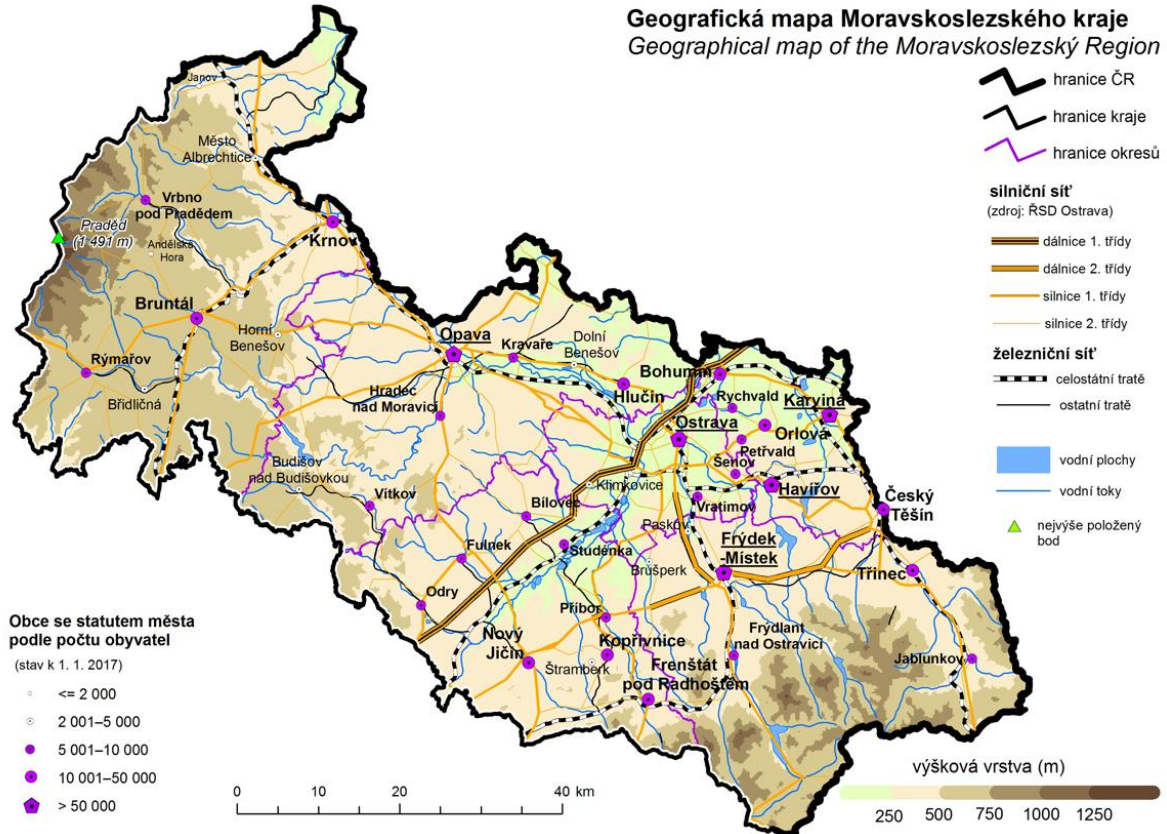 Geografická mapa Moravskoslezského kraje
Geographical map of the Moravskoslezský Region
hranice ČR
hranice kraje
hranice okresů
silniční síť
(zdroj: ŘSD Ostrava)
dálnice 1. třídy
dálnice 2. třídy
silnice 1. třídy
silnice 2. třídy
železniční síť
celostátní tratě
ostatní tratě
vodní plochy
vodní toky
nejvýše položený
bod
Janov
Město
Albrechtice
Vrbno
pod Pradědem
Praděd
(1 491 m)
Andělská
Hora
Krnov
Bruntál
Horní
Benešov
Rýmařov
Břidličná
Opava
Kravaře
Dolní
Benešov
Hlučín
Bohumín
Rychvald
Karviná
Orlová
Ostrava
Petřvald
Šenov
Havířov
Hradec
nad Moravicí
Budišov
nad Budišovkou
Vítkov
Klimkovice
Bílovec
Vratimov
Český
Těšín
Paskov
Fulnek
Studénka
Frýdek
-Místek
Brušperk
Třinec
Odry
Příbor
Nový
Jičín
Kopřivnice
Štramberk
Frýdlant
nad Ostravicí
Frenštát
pod Radhoštěm
Jablunkov
Obce se statutem města
podle počtu obyvatel
(stav k 1. 1. 2017)
<= 2 000
2 001–5 000
5 001–10 000
10 001–50 000
> 50 000
0 10 20 40 km
výšková vrstva (m)
250 500 750 1000 1250